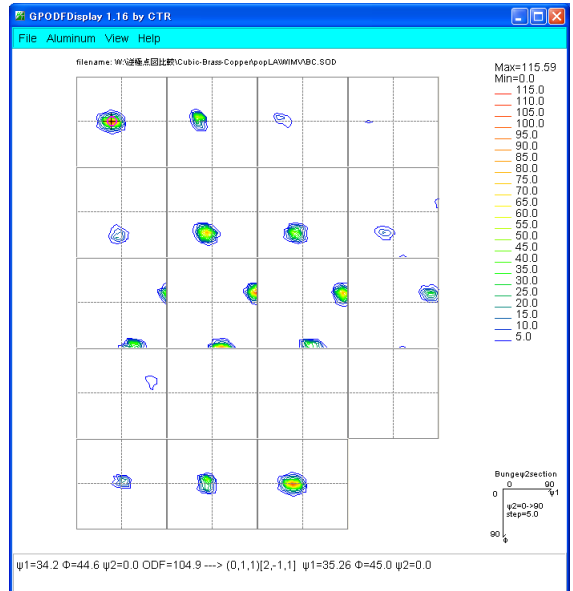 GPODFDisplay 1.16 by CTR
File Aluminum View Help
filename: W:\逆極点図比較\Cubic-Brass-Copper\popLA\WIMV\BC.SOD
Max=115.59
Min=0.0
115.0
110.0
105.0
100.0
95.0
90.0
85.0
80.0
75.0
70.0
65.0
60.0
55.0
50.0
45.0
40.0
35.0
30.0
25.0
20.0
15.0
10.0
5.0
Bungeψ2section
0 90
0 ψ1
ψ2=0->90
step=5.0
90
Φ
ψ1=34.2 Φ=44.6 ψ2=0.0 ODF=104.9 ---> (0,1,1)[2,-1,1] ψ1=35.26 Φ=45.0 ψ2=0.0